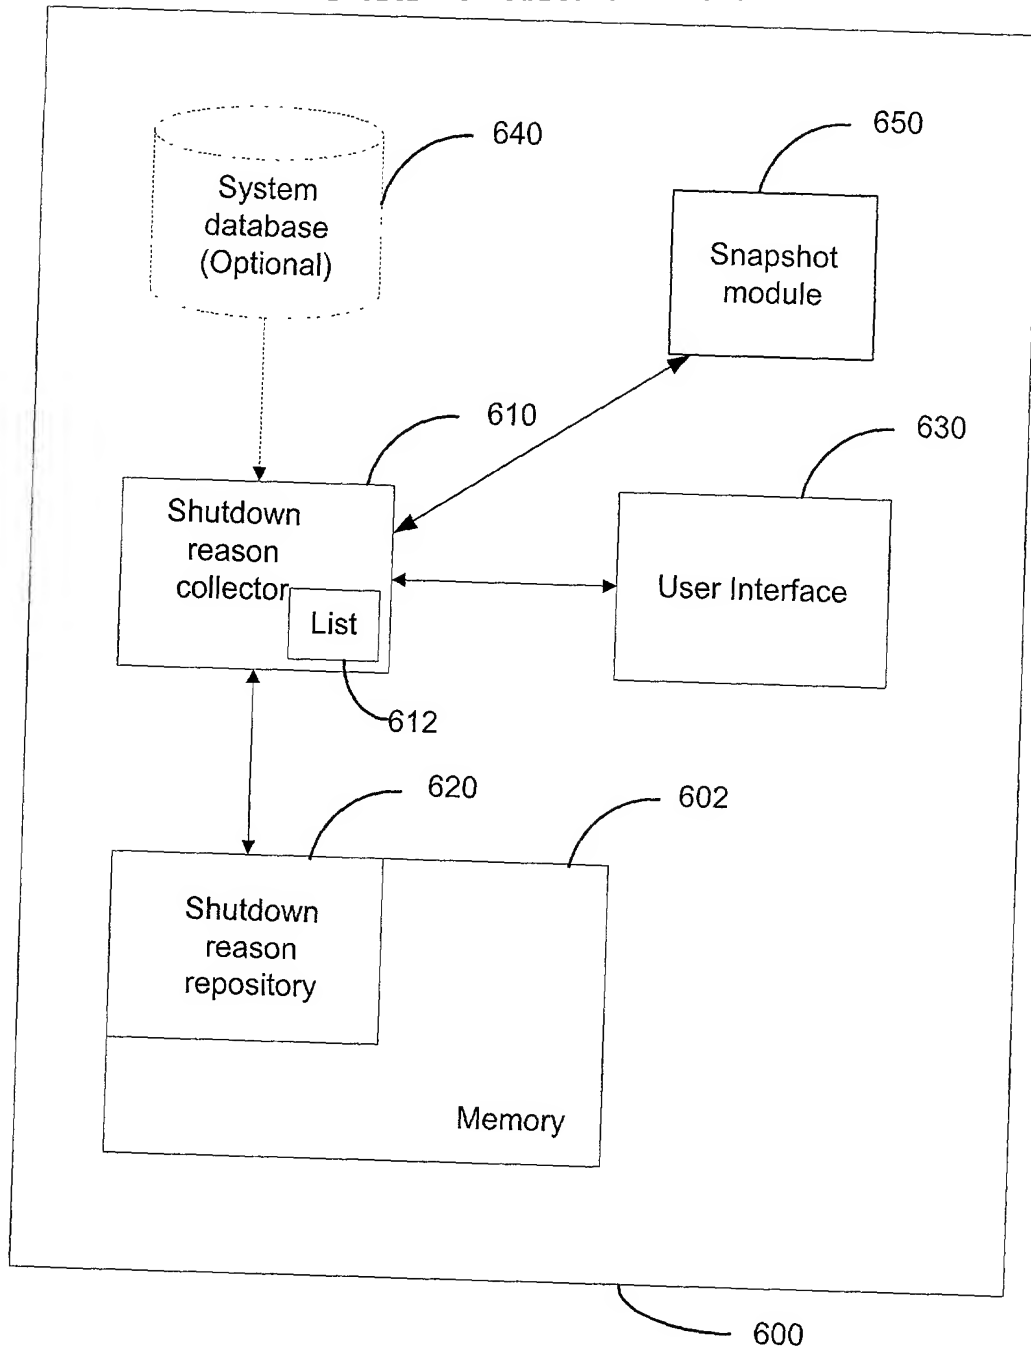 640
System
database
(Optional)
650
Snapshot
module
610
Shutdown
reason
collector
List
612
630
User Interface
620
602
Shutdown
reason
repository
Memory
600